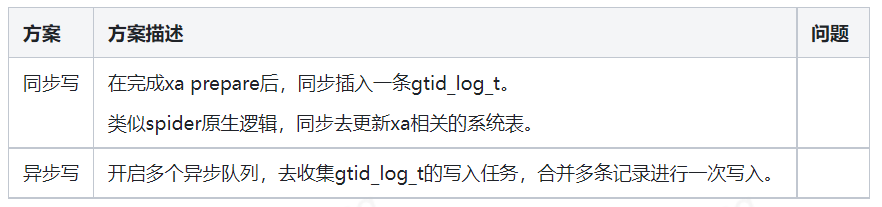 方案 方案描述 问题
同步写 在完成xa prepare后，同步插入一条gtid_log_t。
类似spider原生逻辑，同步去更新xa相关的系统表。
异步写 开启多个异步队列，去收集gtid_log_t的写入任务，合并多条记录进行一次写入。